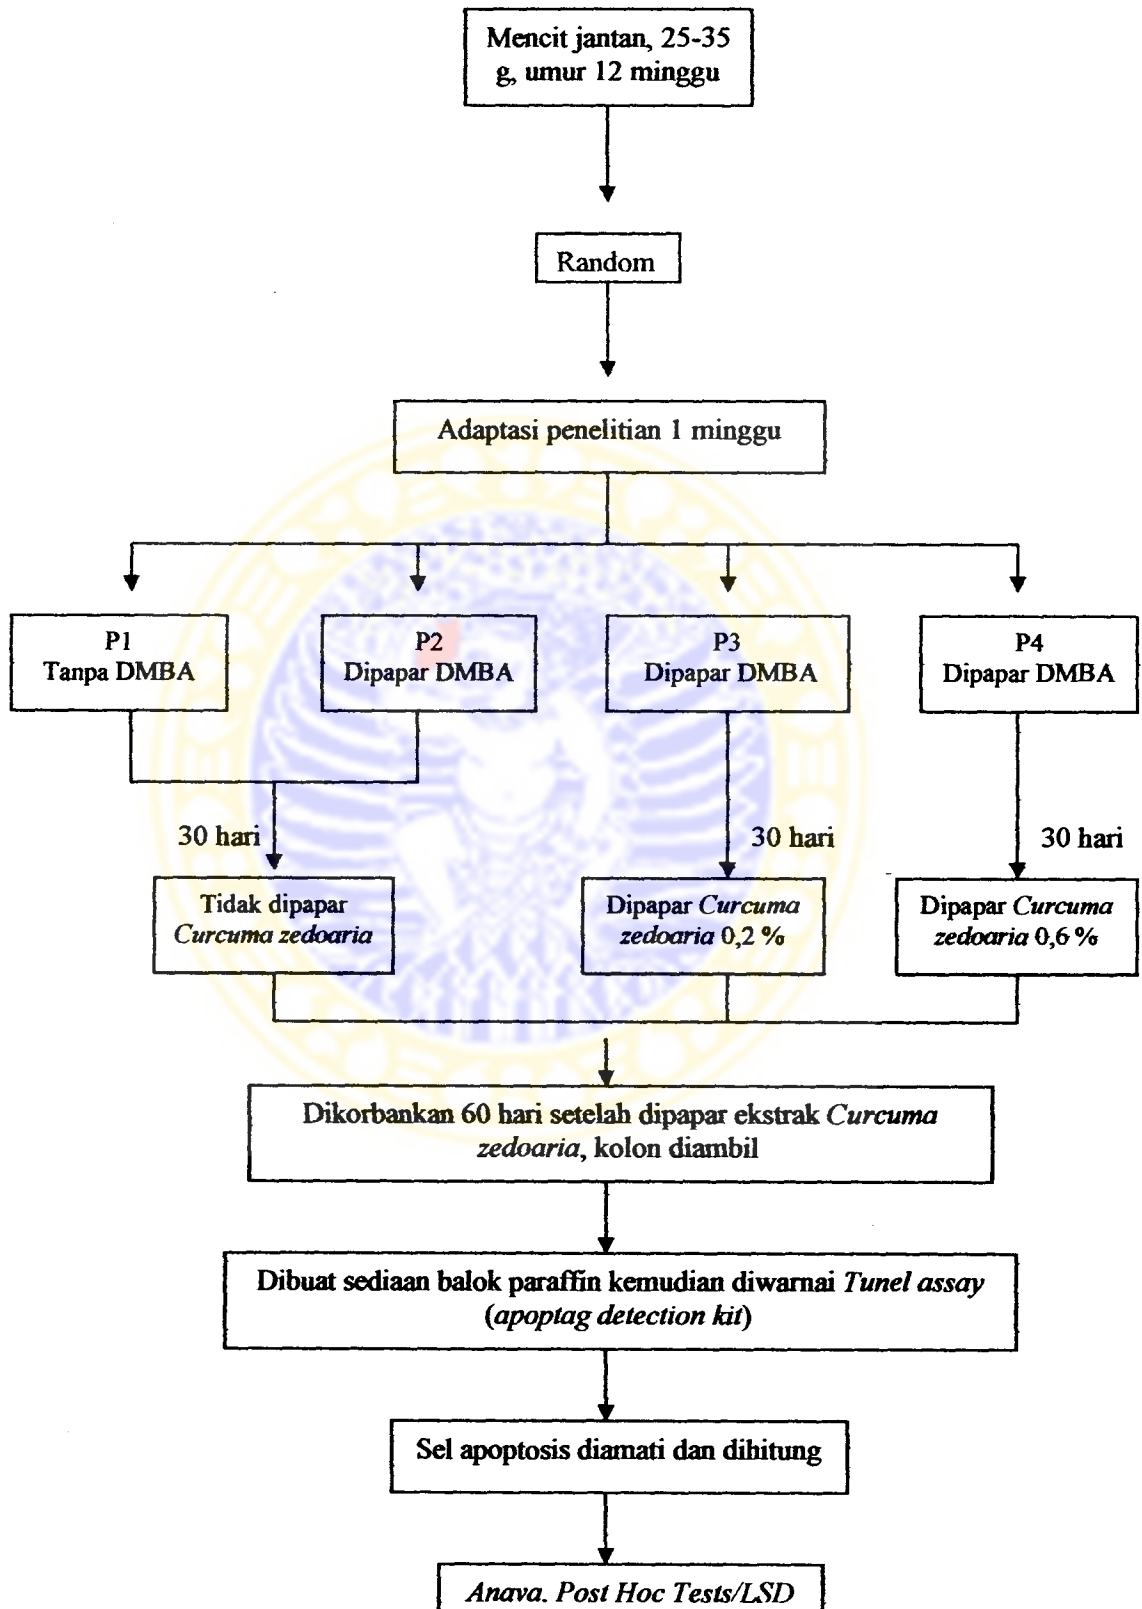 Mencit jantan, 25-35
g, umur 12 minggu
Random
Adaptasi penelitian 1 minggu
P1
Tanpa DMBA
P2
Dipapar DMBA
P3
Dipapar DMBA
P4
Dipapar DMBA
30 hari
30 hari
30 hari
Tidak dipapar
Curcuma zedoaria
Dipapar Curcuma
zedoaria 0,2 %
Dipapar Curcuma
zedoaria 0,6 %
Dikorbankan 60 hari setelah dipapar ekstrak Curcuma
zedoaria, kolon diambil
Dibuat sediaan balok paraffin kemudian diwarnai Tunel assay
(apoptag detection kit)
Sel apoptosis diamati dan dihitung
Anava. Post Hoc Tests/LSD